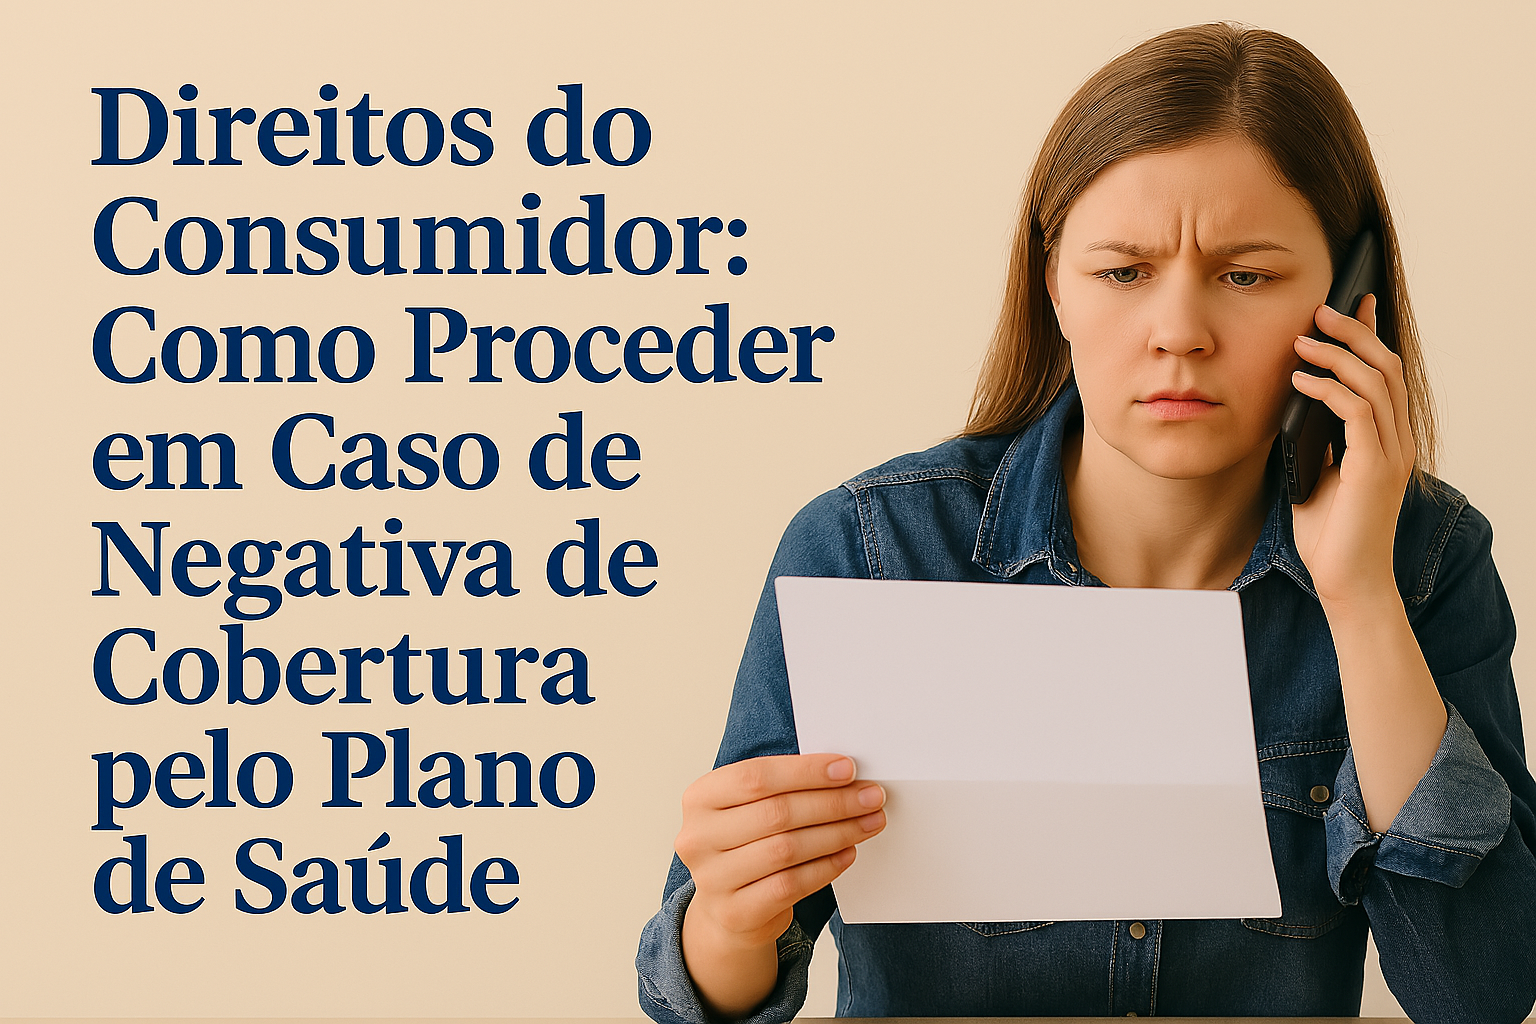 Direitos do
Consumidor:
Como Proceder
em Caso de
Negativa de
Cobertura
pelo Plano
de Saúde